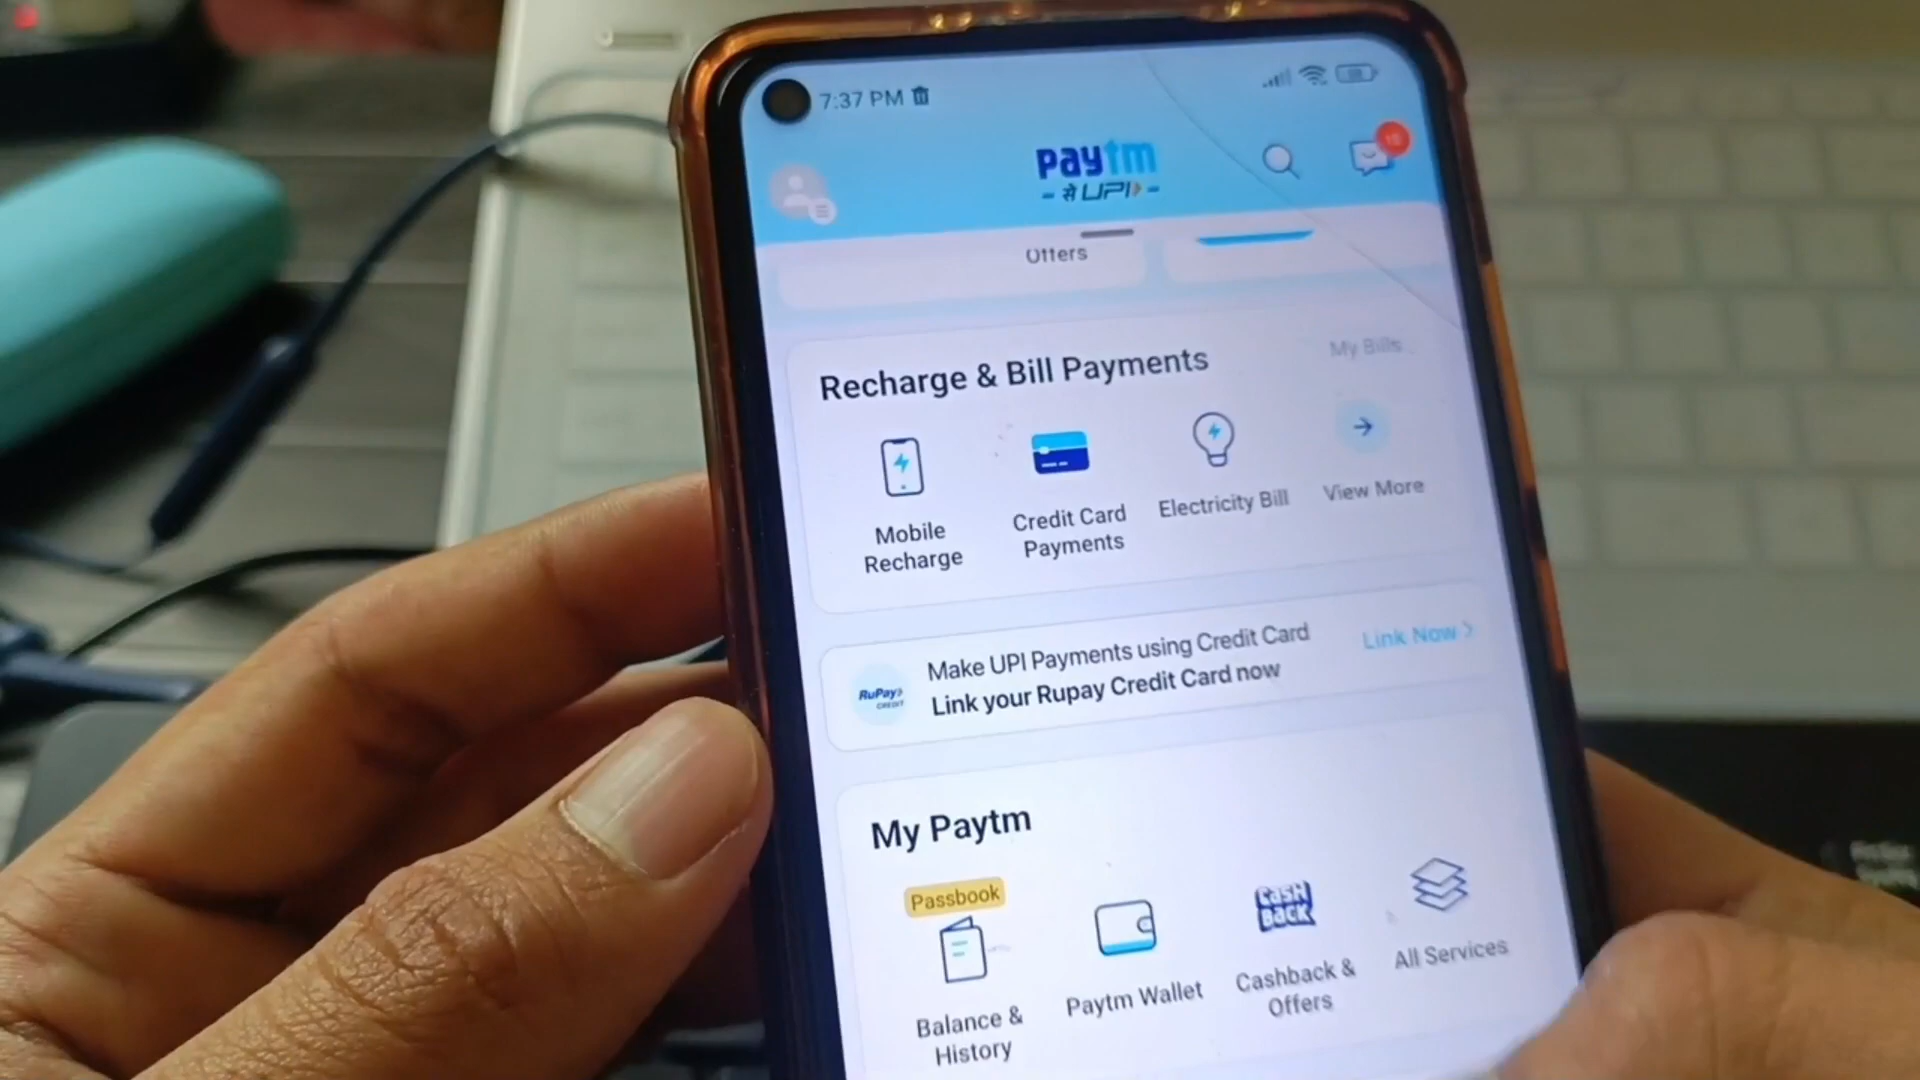 7:37 PM
paytm
से UPI
Offers
Recharge & Bill Payments
My Bills
Mobile
Recharge
Credit Card
Payments
Electricity Bill
View More
RuPay
CREDIT
Make UPI Payments using Credit Card
Link your Rupay Credit Card now
Link Now
My Paytm
Passbook
Balance &
History
Paytm Wallet
CASH
BACK
Cashback &
Offers
All Services